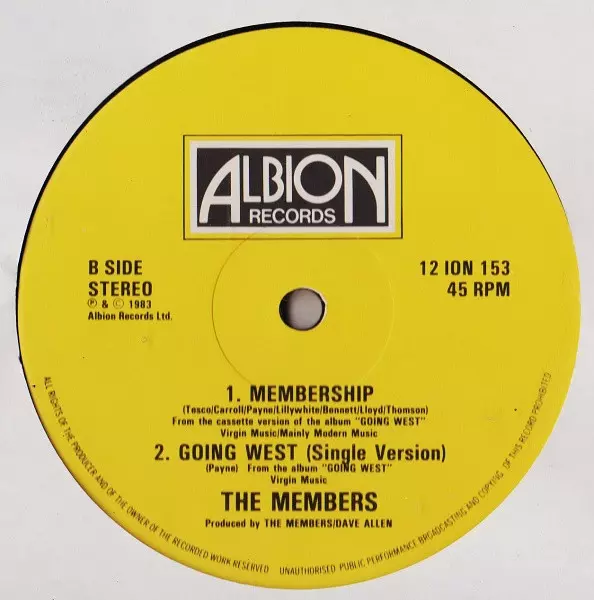 ALBION
RECORDS
B SIDE
STEREO
℗ & © 1983
Albion Records Ltd.
12 ION 153
45 RPM
1. MEMBERSHIP
(Tesco/Carroll/Payne/Lillywhite/Bennett/Lloyd/Thomson)
From the cassette version of the album "GOING WEST"
Virgin Music/Mainly Modern Music
2. GOING WEST (Single Version)
(Payne) From the album "GOING WEST"
Virgin Music
THE MEMBERS
Produced by THE MEMBERS/DAVE ALLEN
ALL RIGHTS OF THE PRODUCER AND OF THE OWNER OF THE RECORDED WORK RESERVED UNAUTHORISED PUBLIC PERFORMANCE BROADCASTING AND COPYING OF THIS RECORD PROHIBITED